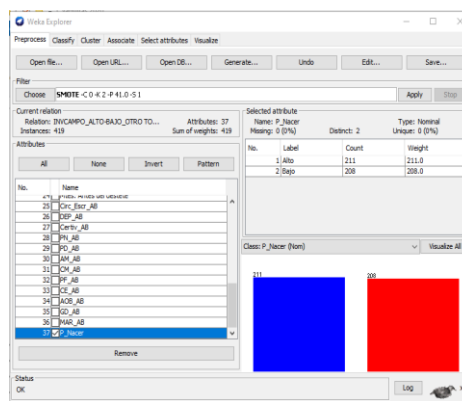 Weka Explorer
Preprocess Classify Cluster Associate Select attributes Visualize
Open file... Open URL... Open DB... Generate... Undo Edit... Save...
Filter
Choose SMOTE -C 0 -K 2 -P 41.0 -S 1 Apply Stop
Current relation
Relation: INVCAMPO_ALTO-BAJO_OTRO TO... Attributes: 37
Instances: 419 Sum of weights: 419
Attributes
All None Invert Pattern
No. Name
25 Circ_Escr_AB
26 DEP_AB
27 Certiv_AB
28 PN_AB
29 PD_AB
30 AM_AB
31 CM_AB
32 PF_AB
33 CE_AB
34 AOB_AB
35 GD_AB
36 MAR_AB
37 P_Nacer
Remove
Selected attribute
Name: P_Nacer Type: Nominal
Missing: 0 (0%) Distinct: 2 Unique: 0 (0%)
No. Label Count Weight
1 Alto 211 211.0
2 Bajo 208 208.0
Class: P_Nacer (Nom) Visualize All
211 208
Status
OK
Log